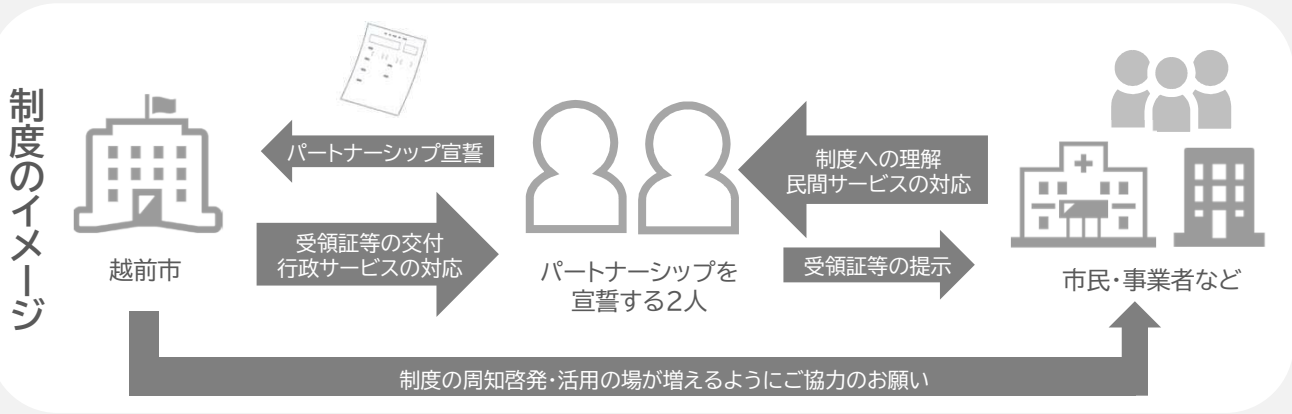 制度のイメージ
パートナーシップ宣誓
受領証等の交付
行政サービスの対応
越前市
パートナーシップを
宣誓する2人
制度への理解
民間サービスの対応
受領証等の提示
市民・事業者など
制度の周知啓発・活用の場が増えるようにご協力のお願い